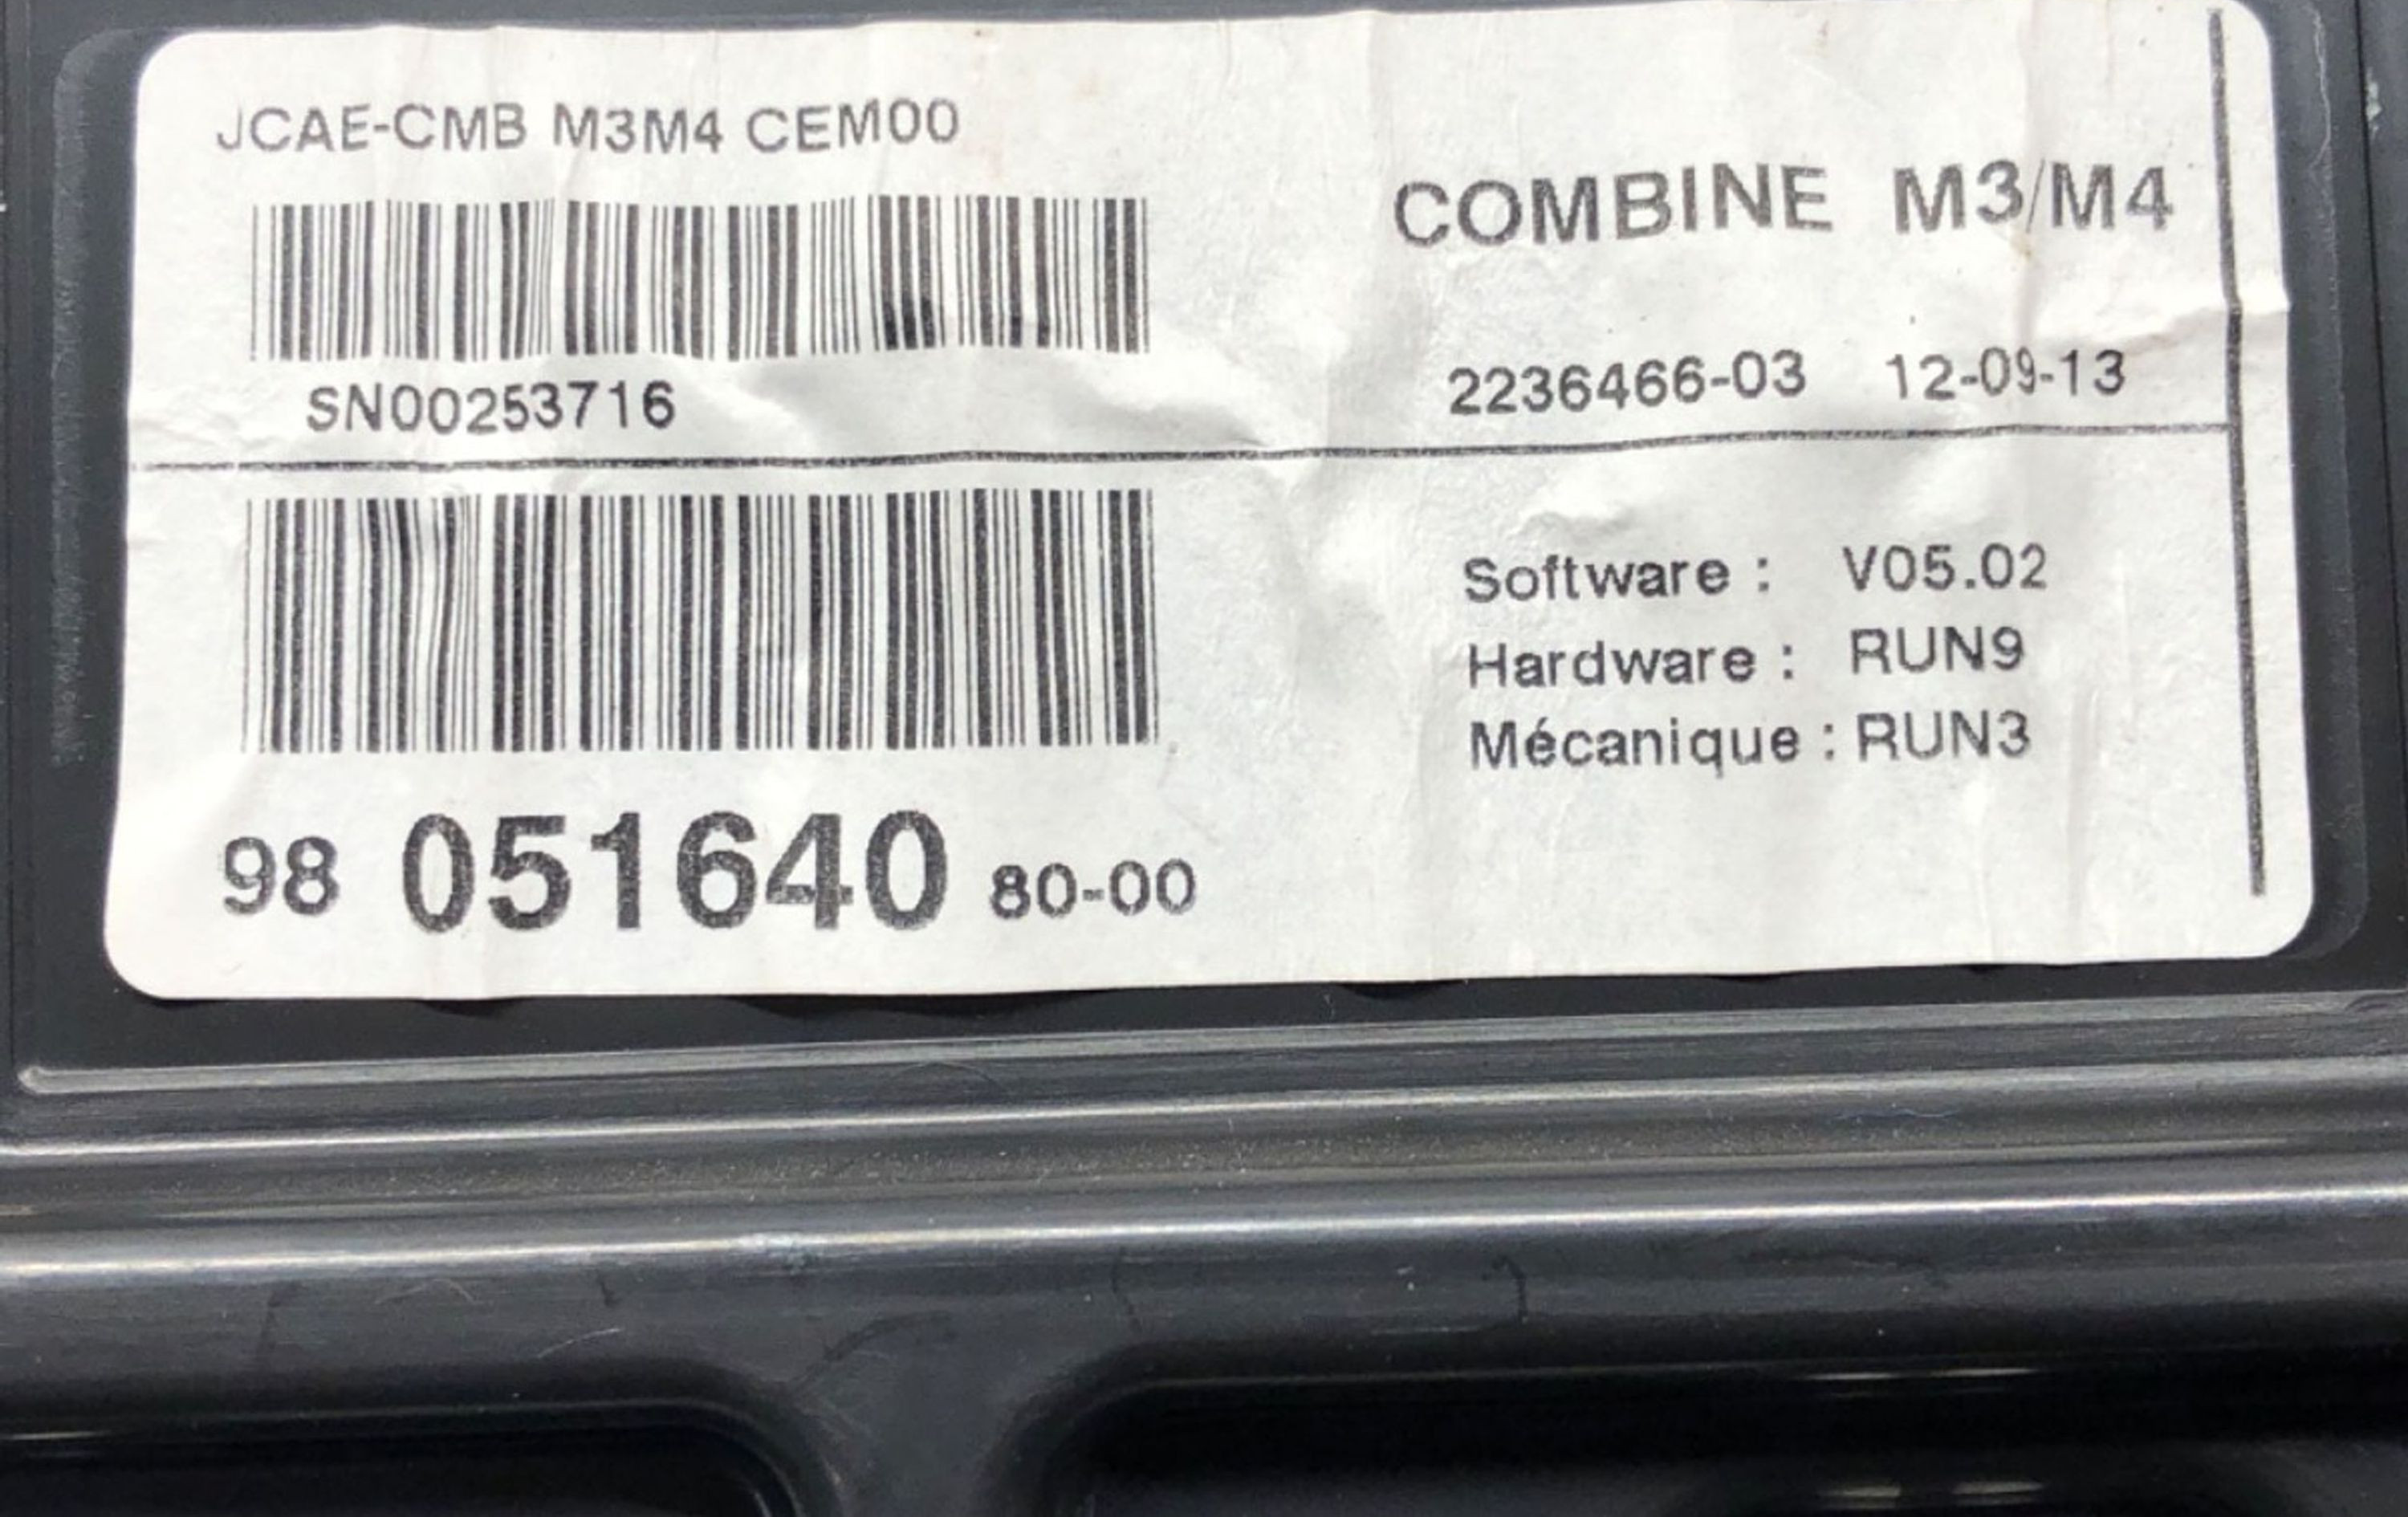 JCAE-CMB M3M4 CEM00
SN00253716
COMBINE M3/M4
2236466-03 12-09-13
98 051640 80-00
Software : V05.02
Hardware : RUN9
Mécanique : RUN3